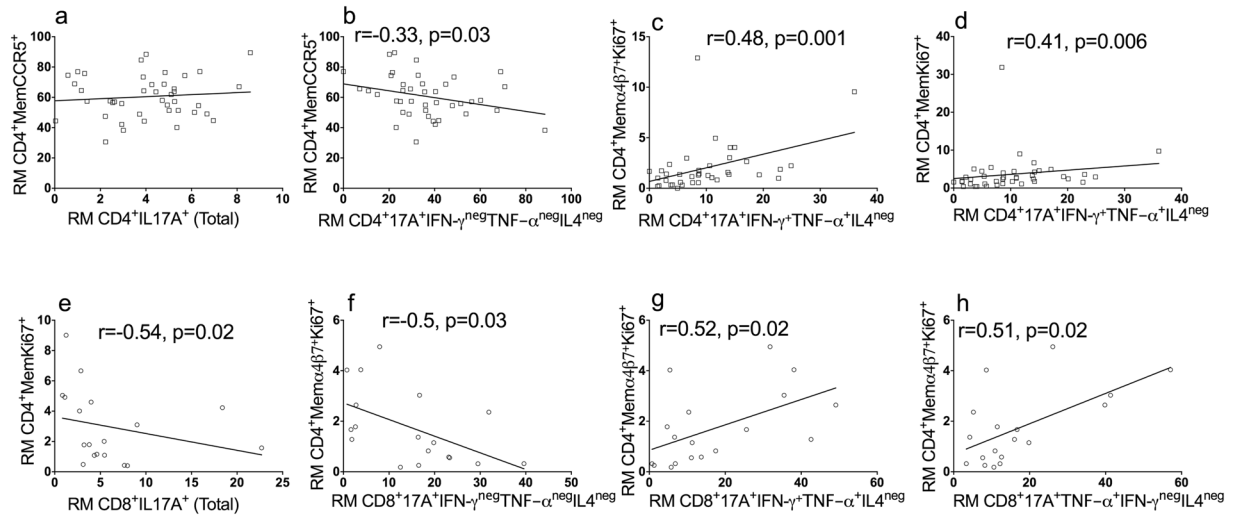 a
RM CD4⁺MemCCR5⁺
100
80
60
40
20
0
0 2 4 6 8 10
RM CD4⁺IL17A⁺ (Total)
b
r=-0.33, p=0.03
RM CD4⁺MemCCR5⁺
100
80
60
40
20
0
0 20 40 60 80 100
RM CD4⁺17A⁺IFN-γⁿᵉᵍTNF-αⁿᵉᵍIL4ⁿᵉᵍ
c
r=0.48, p=0.001
RM CD4⁺Memα4β7⁺Ki67⁺
15
10
5
0
0 10 20 30 40
RM CD4⁺17A⁺IFN-γ⁺TNF-α⁺IL4ⁿᵉᵍ
d
r=0.41, p=0.006
RM CD4⁺MemKi67⁺
40
30
20
10
0
0 10 20 30 40
RM CD4⁺17A⁺IFN-γ⁺TNF-α⁺IL4ⁿᵉᵍ
e
r=-0.54, p=0.02
RM CD4⁺MemKi67⁺
10
8
6
4
2
0
0 5 10 15 20 25
RM CD8⁺IL17A⁺ (Total)
f
r=-0.5, p=0.03
RM CD4⁺Memα4β7⁺Ki67⁺
6
4
2
0
0 10 20 30 40 50
RM CD8⁺17A⁺IFN-γⁿᵉᵍTNF-αⁿᵉᵍIL4ⁿᵉᵍ
g
r=0.52, p=0.02
RM CD4⁺Memα4β7⁺Ki67⁺
6
4
2
0
0 20 40 60
RM CD8⁺17A⁺IFN-γ⁺TNF-α⁺IL4ⁿᵉᵍ
h
r=0.51, p=0.02
RM CD4⁺Memα4β7⁺Ki67⁺
6
4
2
0
0 20 40 60
RM CD8⁺17A⁺TNF-α⁺IFN-γⁿᵉᵍIL4ⁿᵉᵍ